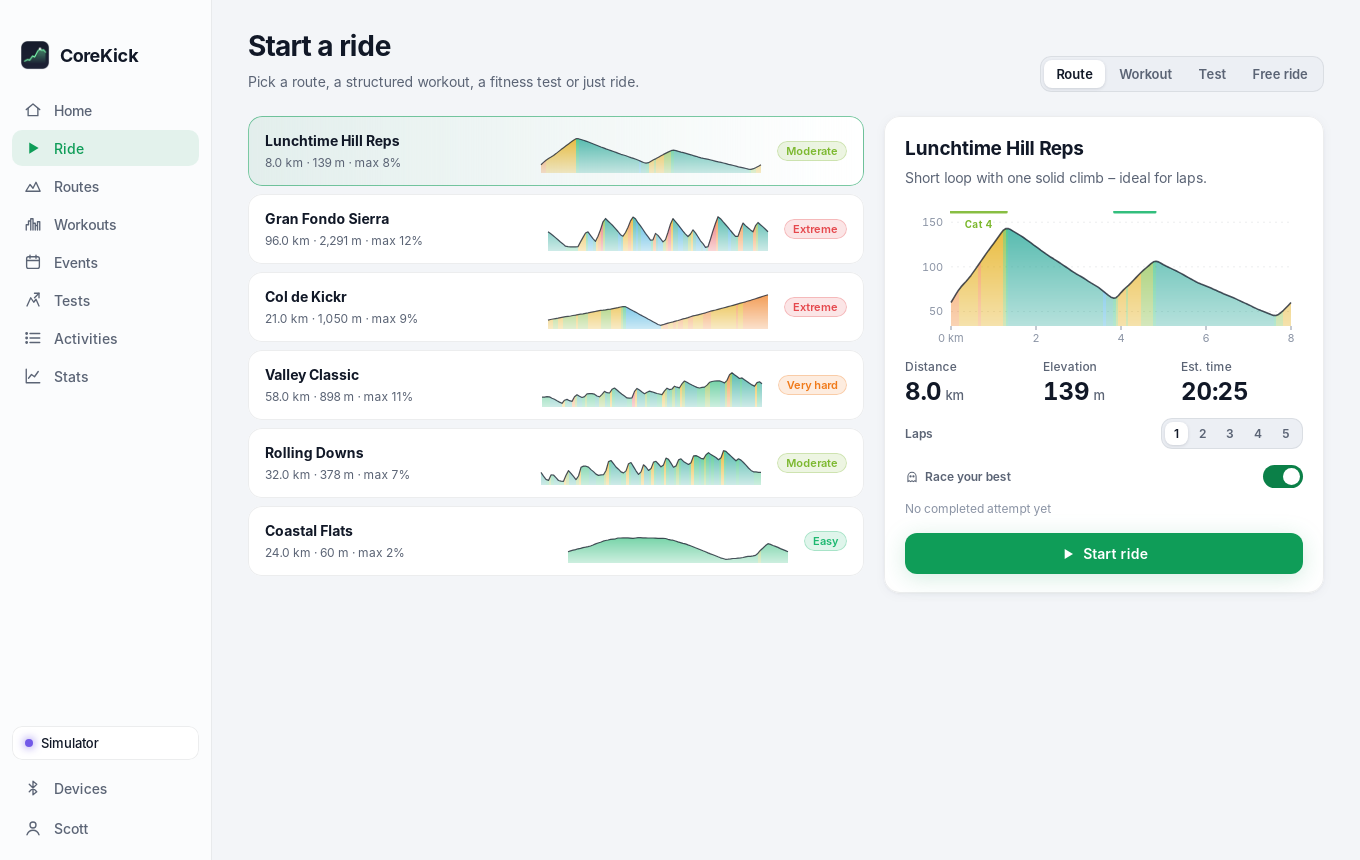 CoreKick
Home
Ride
Routes
Workouts
Events
Tests
Activities
Stats
Simulator
Devices
Scott
Start a ride
Pick a route, a structured workout, a fitness test or just ride.
Route Workout Test Free ride
Lunchtime Hill Reps
8.0 km · 139 m · max 8%
Moderate
Gran Fondo Sierra
96.0 km · 2,291 m · max 12%
Extreme
Col de Kickr
21.0 km · 1,050 m · max 9%
Extreme
Valley Classic
58.0 km · 898 m · max 11%
Very hard
Rolling Downs
32.0 km · 378 m · max 7%
Moderate
Coastal Flats
24.0 km · 60 m · max 2%
Easy
Lunchtime Hill Reps
Short loop with one solid climb – ideal for laps.
Cat 4
150
100
50
0 km 2 4 6 8
Distance Elevation Est. time
8.0 km 139 m 20:25
Laps 1 2 3 4 5
Race your best
No completed attempt yet
Start ride